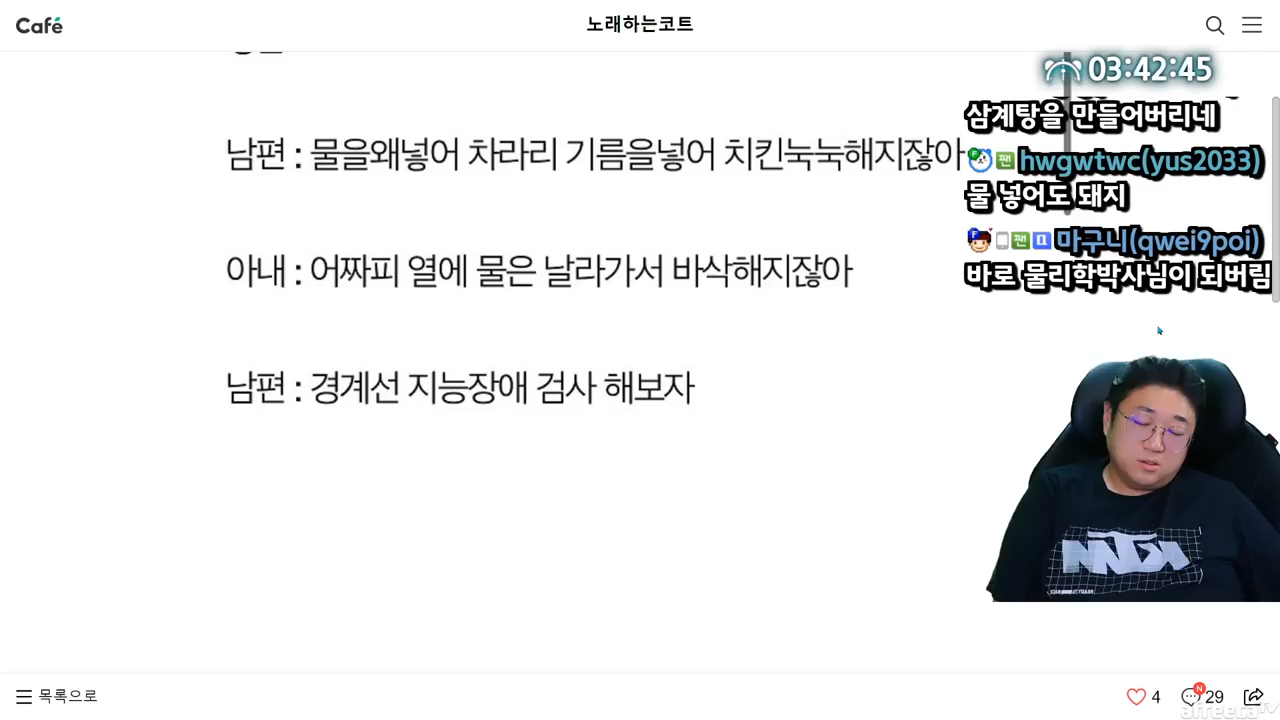 Café
노래하는코트
03:42:45
삼계탕을 만들어버리네
남편 : 물을왜넣어 차라리 기름을넣어 치킨눅눅해지잖아
hwgwtwc(yus2033)
물 넣어도 돼지
마구니(qwei9poi)
아내 : 어짜피 열에 물은 날라가서 바삭해지잖아
바로 물리학박사님이 되버림
남편 : 경계선 지능장애 검사 해보자
목록으로
4
N
29
afreecaTV